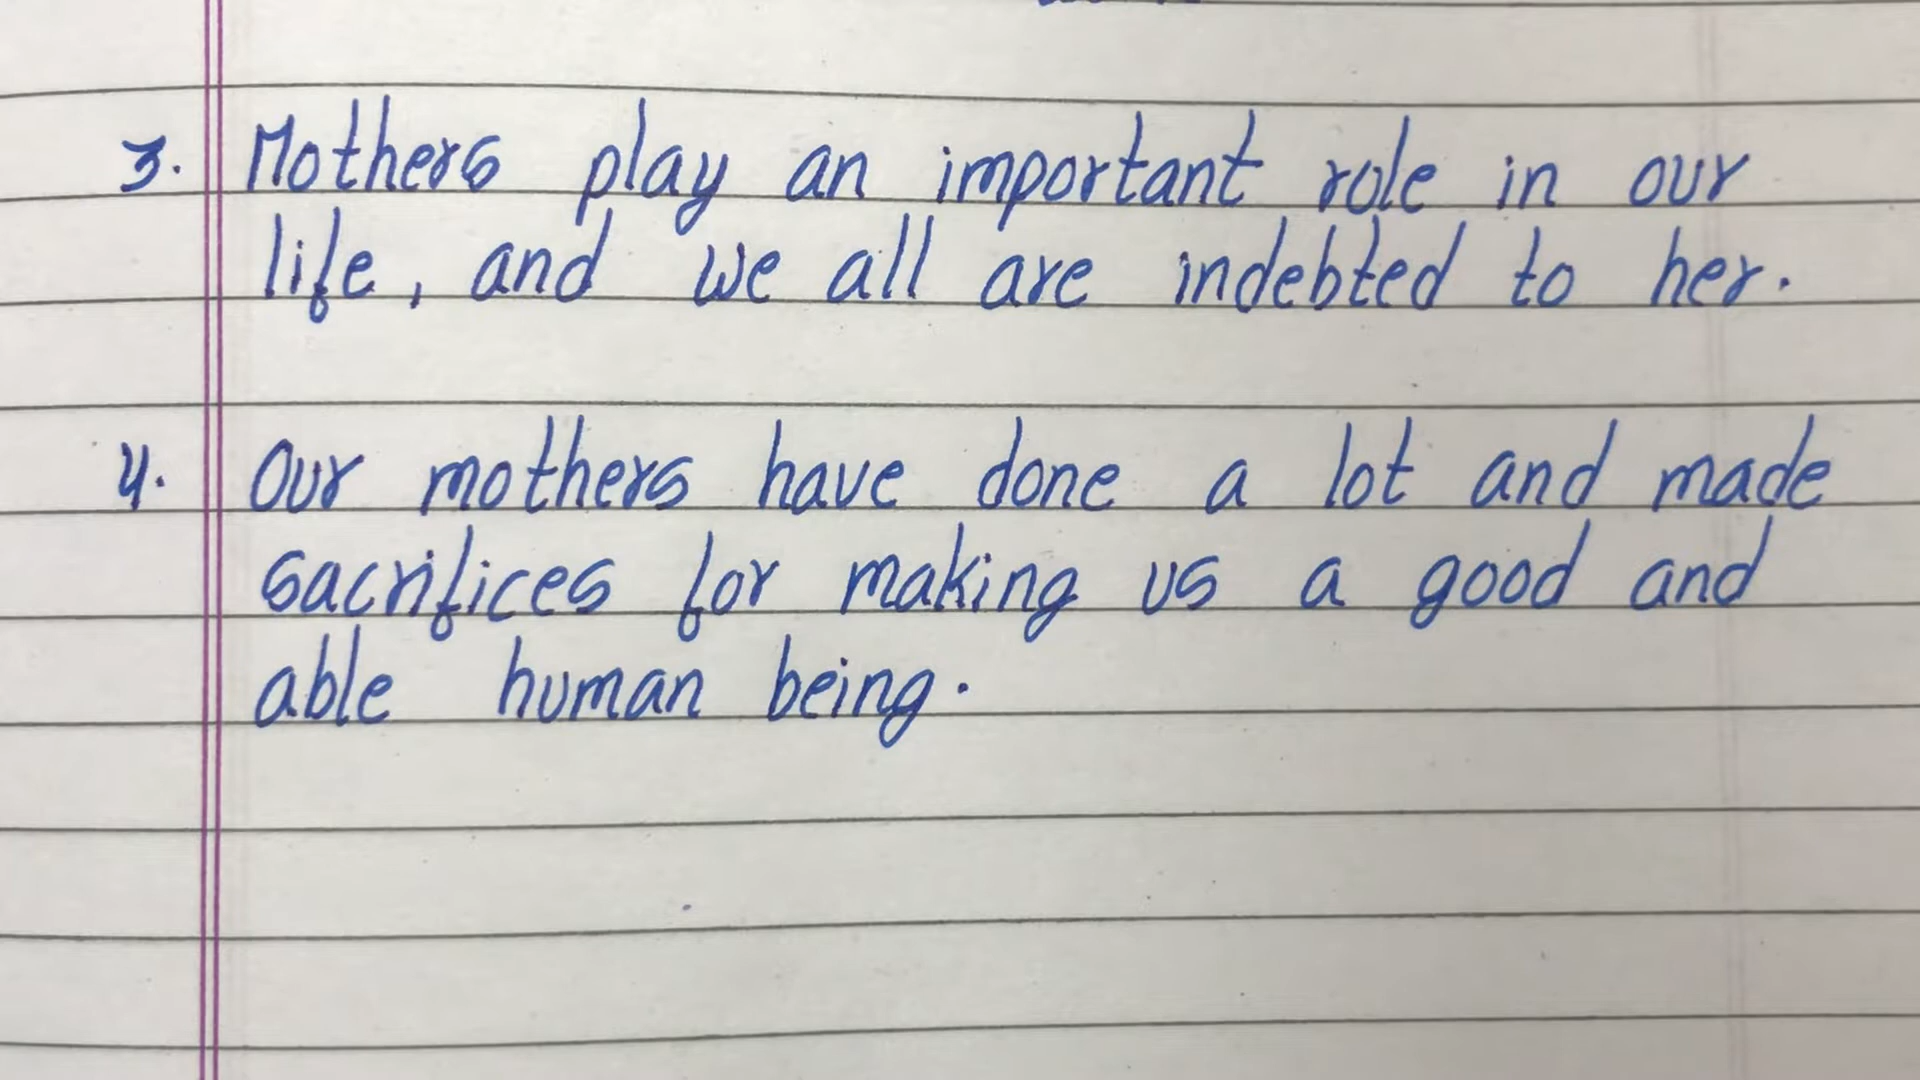 3. Mothers play an important role in our
life, and we all are indebted to her.
4. Our mothers have done a lot and made
sacrifices for making us a good and
able human being.